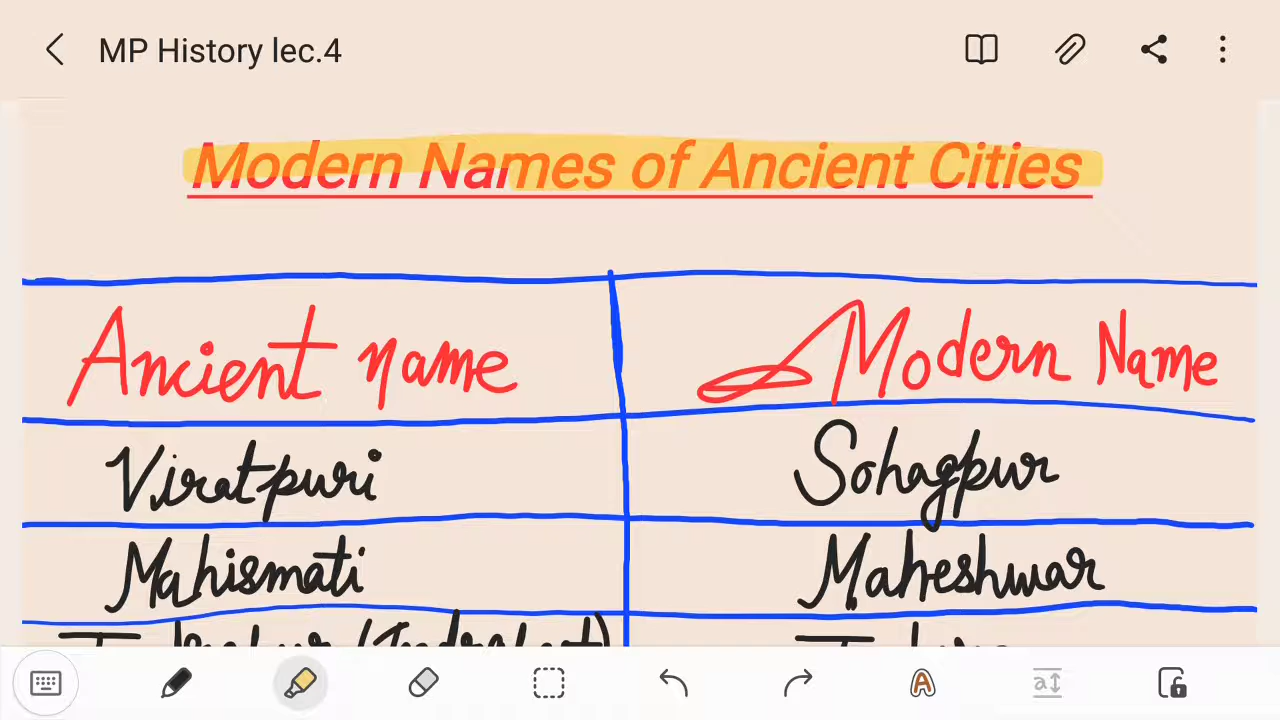 MP History lec.4
Modern Names of Ancient Cities
Ancient name Modern Name
Viratpuri Sohagpur
Mahismati Maheshwar